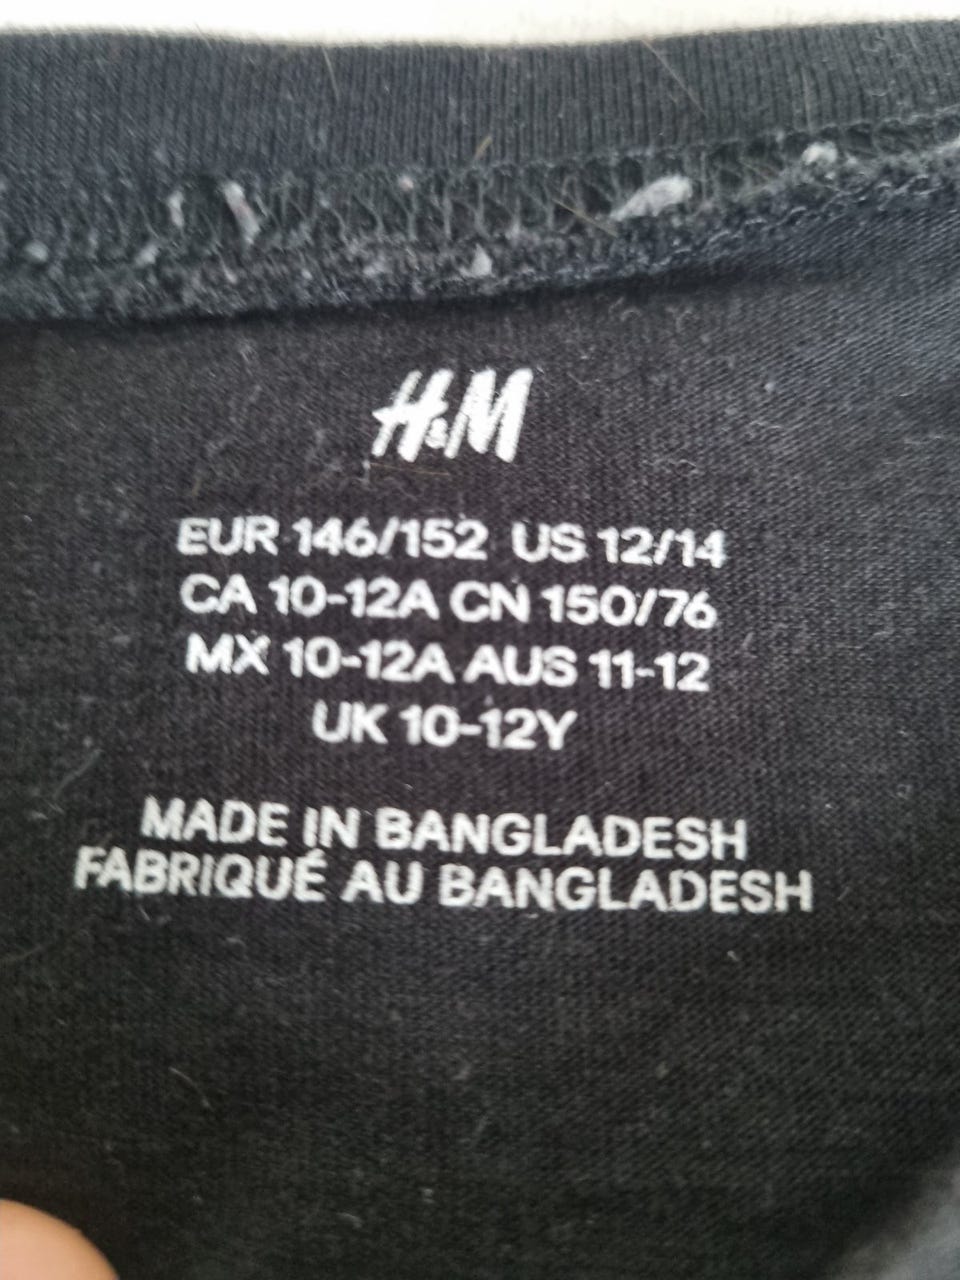 H&M
EUR 146/152 US 12/14
CA 10-12A CN 150/76
MX 10-12A AUS 11-12
UK 10-12Y
MADE IN BANGLADESH
FABRIQUÉ AU BANGLADESH